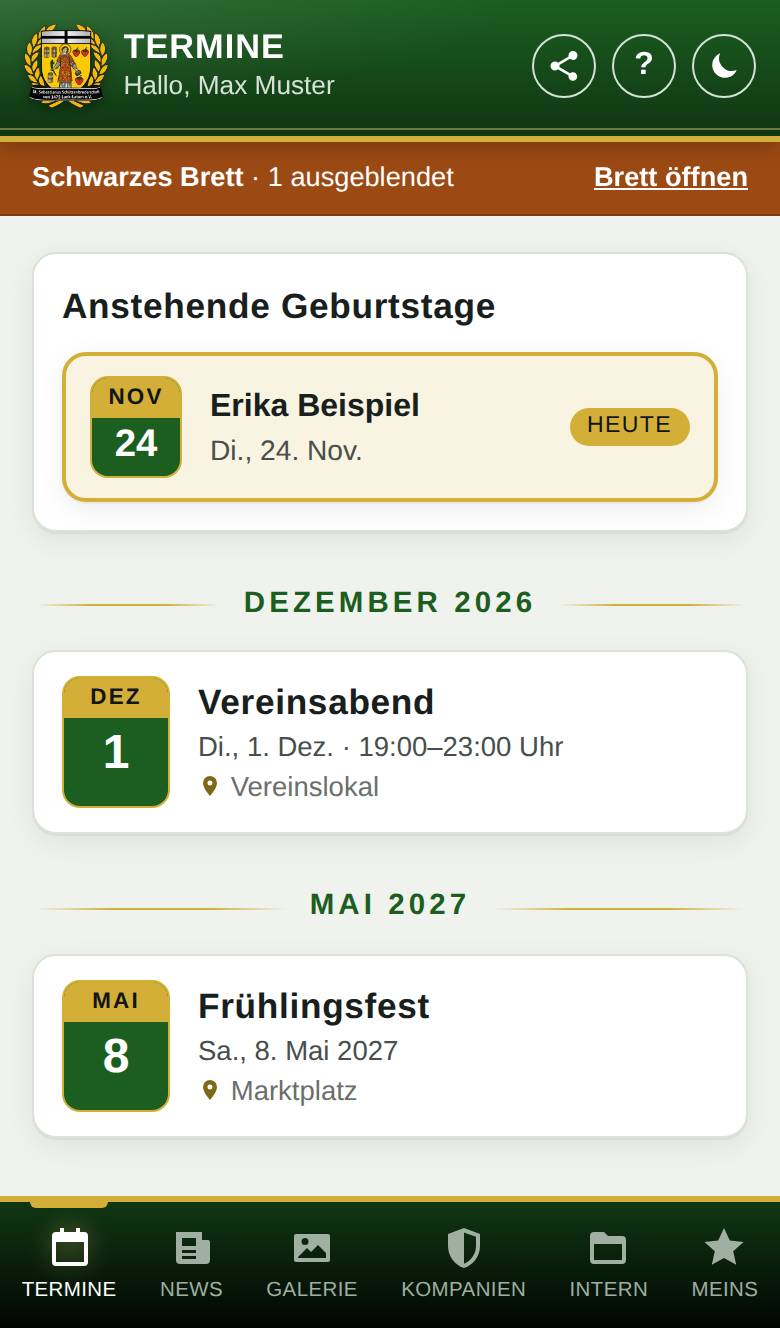 TERMINE
Hallo, Max Muster
?
Schwarzes Brett · 1 ausgeblendet
Brett öffnen
Anstehende Geburtstage
NOV
24
Erika Beispiel
Di., 24. Nov.
HEUTE
DEZEMBER 2026
DEZ
1
Vereinsabend
Di., 1. Dez. · 19:00–23:00 Uhr
Vereinslokal
MAI 2027
MAI
8
Frühlingsfest
Sa., 8. Mai 2027
Marktplatz
TERMINE
NEWS
GALERIE
KOMPANIEN
INTERN
MEINS